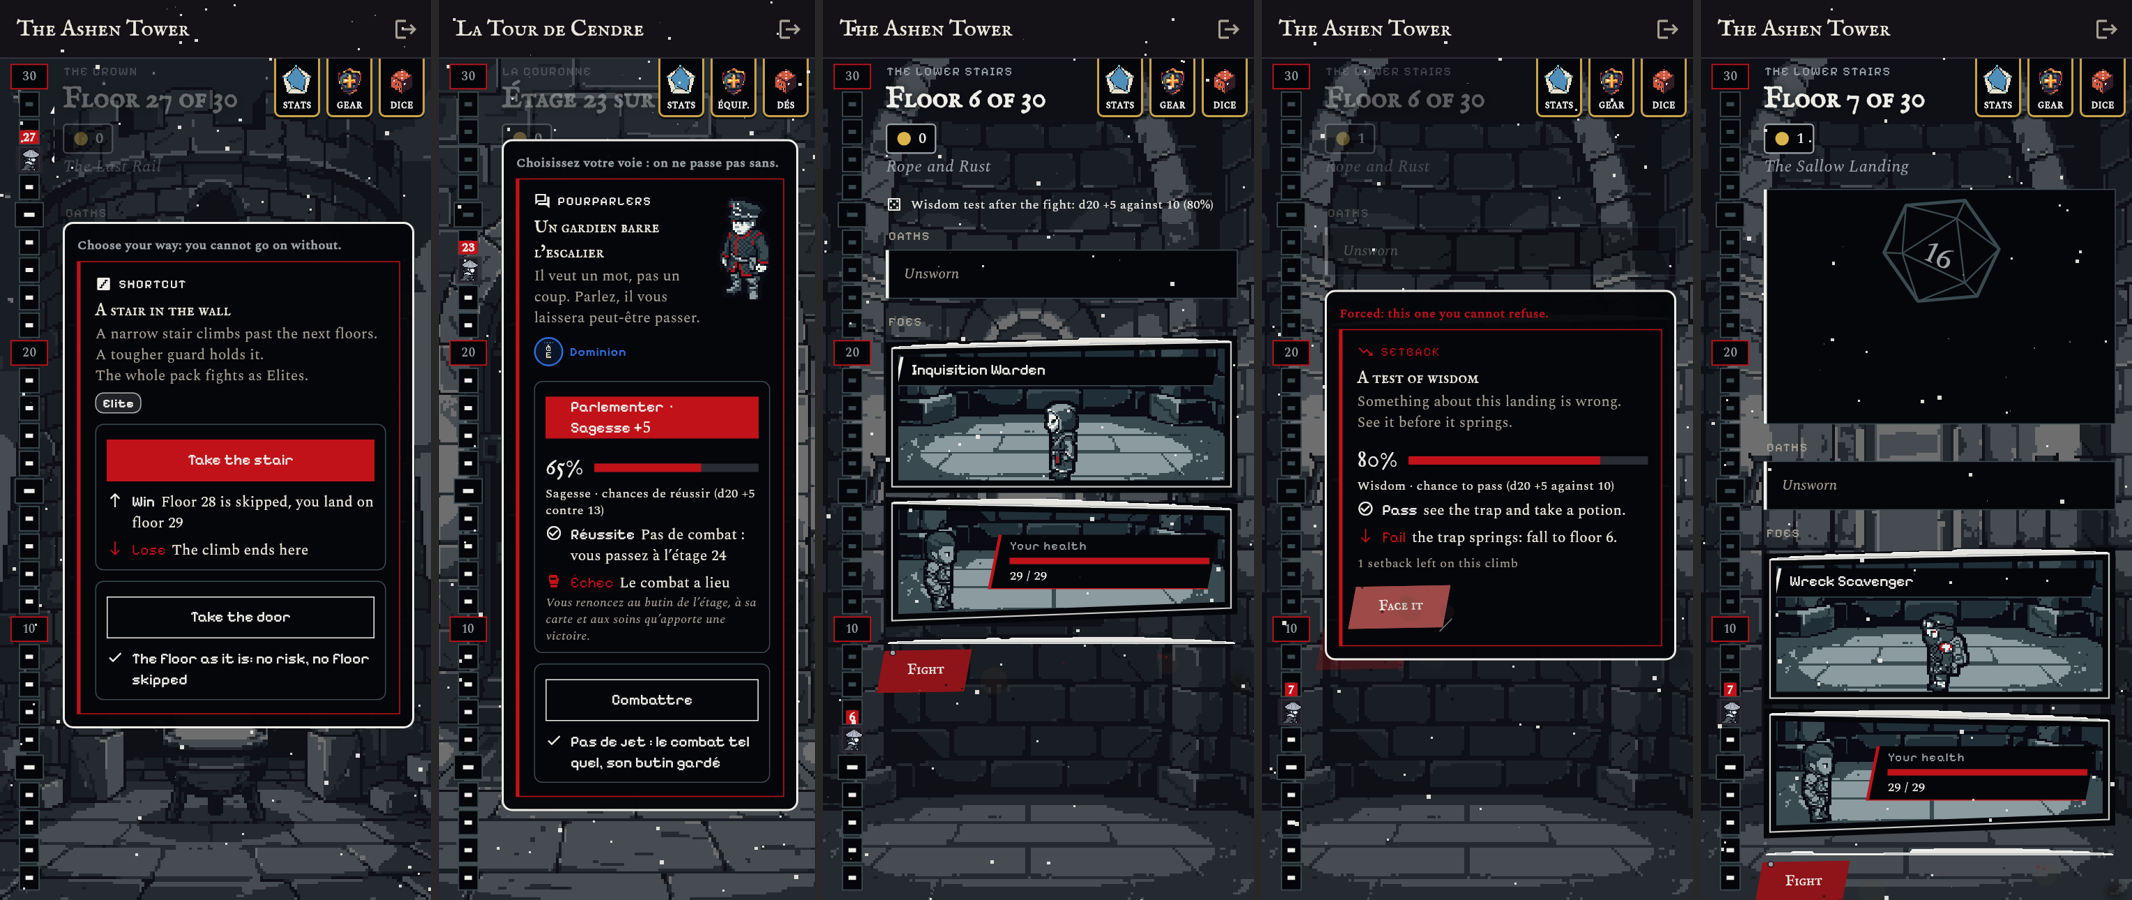 The Ashen Tower
30
THE CROWN
Floor 27 of 30
STATS
GEAR
DICE
27
0
The Last Rail
OATHS
Choose your way: you cannot go on without.
SHORTCUT
A stair in the wall
A narrow stair climbs past the next floors.
A tougher guard holds it.
The whole pack fights as Elites.
Elite
Take the stair
Win Floor 28 is skipped, you land on
floor 29
Lose The climb ends here
Take the door
The floor as it is: no risk, no floor
skipped
20
10
La Tour de Cendre
30
LA COURONNE
Étage 23 sur
STATS
ÉQUIP.
DÉS
0
Choisissez votre voie : on ne passe pas sans.
POURPARLERS
Un gardien barre
l'escalier
Il veut un mot, pas un
coup. Parlez, il vous
laissera peut-être passer.
Dominion
Parlementer ·
Sagesse +5
65%
Sagesse · chances de réussir (d20 +5
contre 13)
Réussite Pas de combat :
vous passez à l'étage 24
Échec Le combat a lieu
Vous renoncez au butin de l'étage, à sa
carte et aux soins qu'apporte une
victoire.
Combattre
Pas de jet : le combat tel
quel, son butin gardé
23
20
10
The Ashen Tower
30
THE LOWER STAIRS
Floor 6 of 30
STATS
GEAR
DICE
0
Rope and Rust
Wisdom test after the fight: d20 +5 against 10 (80%)
OATHS
Unsworn
FOES
Inquisition Warden
Your health
29 / 29
Fight
20
10
6
The Ashen Tower
30
THE LOWER STAIRS
Floor 6 of 30
STATS
GEAR
DICE
1
Rope and Rust
OATHS
Unsworn
Forced: this one you cannot refuse.
SETBACK
A test of wisdom
Something about this landing is wrong.
See it before it springs.
80%
Wisdom · chance to pass (d20 +5 against 10)
Pass see the trap and take a potion.
Fail the trap springs: fall to floor 6.
1 setback left on this climb
Face it
20
10
7
The Ashen Tower
30
THE LOWER STAIRS
Floor 7 of 30
STATS
GEAR
DICE
1
The Sallow Landing
16
OATHS
Unsworn
FOES
Wreck Scavenger
Your health
29 / 29
Fight
20
10
7